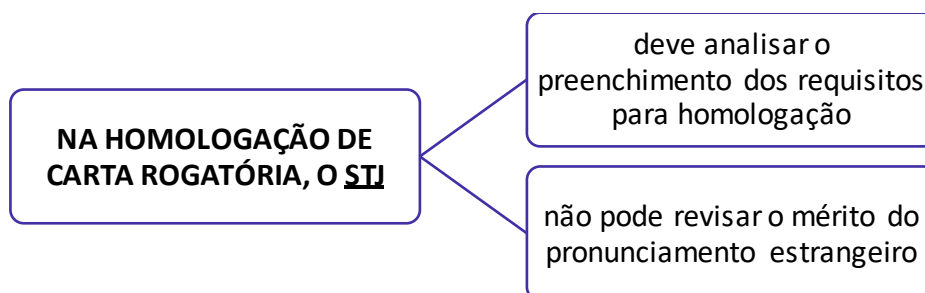 NA HOMOLOGAÇÃO DE
CARTA ROGATÓRIA, O STJ
deve analisar o
preenchimento dos requisitos
para homologação
não pode revisar o mérito do
pronunciamento estrangeiro